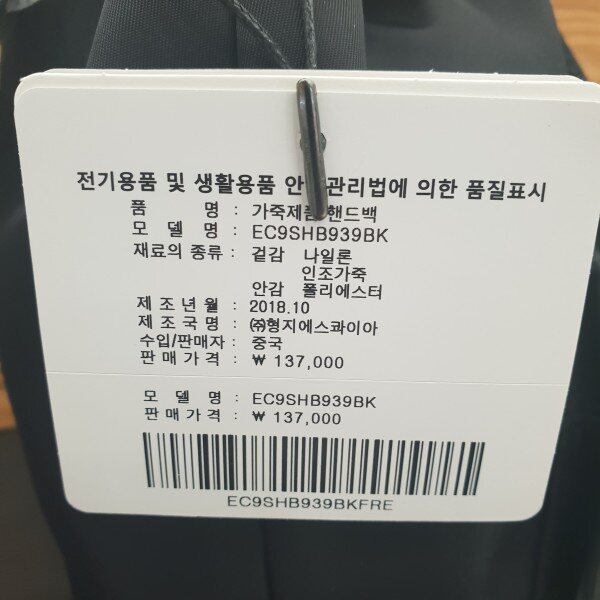 전기용품 및 생활용품 안 관리법에 의한 품질표시
품 명 : 가죽제품 핸드백
모 델 명 : EC9SHB939BK
재료의 종류 : 겉감 나일론
인조가죽
안감 폴리에스터
제 조 년 월 : 2018.10
제 조 국 명 : ㈜형지에스콰이아
수입/판매자 : 중국
판 매 가 격 : ₩ 137,000
모 델 명 : EC9SHB939BK
판 매 가 격 : ₩ 137,000
EC9SHB939BKFRE